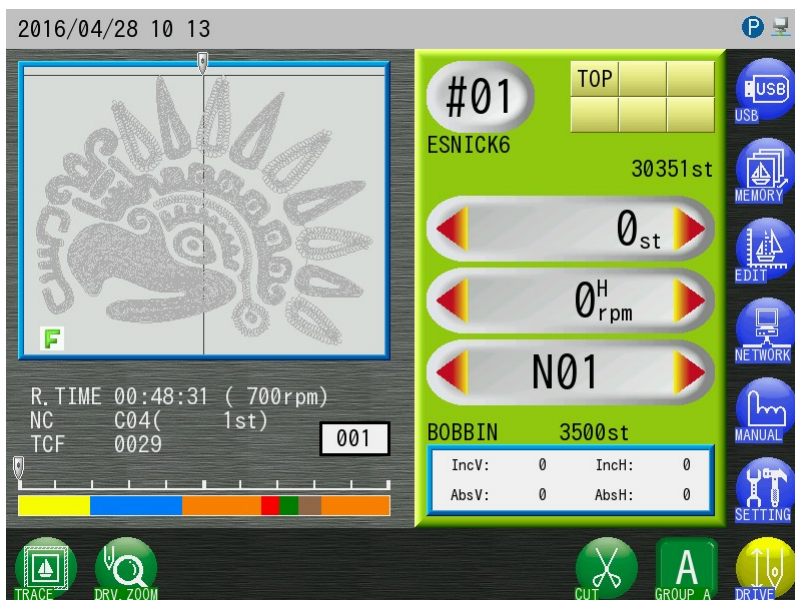 2016/04/28 10 13
P
#01
TOP
ESNICK6
30351st
0st
0H rpm
N01
F
R.TIME 00:48:31 ( 700rpm)
NC C04( 1st)
TCF 0029
001
BOBBIN 3500st
IncV: 0 IncH: 0
AbsV: 0 AbsH: 0
USB
USB
MEMORY
EDIT
NETWORK
MANUAL
SETTING
TRACE
DRV.ZOOM
CUT
A
GROUP A
DRIVE